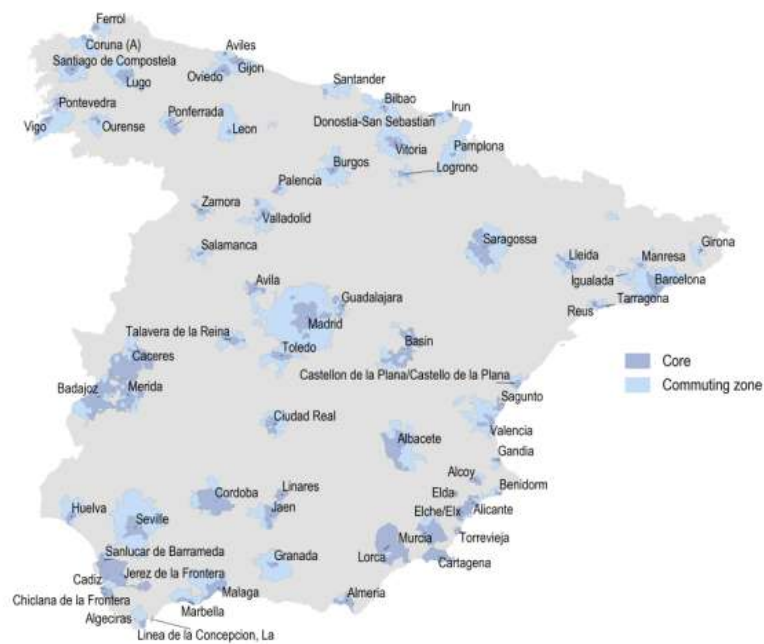 Ferrol
Coruna (A)
Santiago de Compostela
Lugo
Aviles
Gijon
Oviedo
Santander
Bilbao
Irun
Donostia-San Sebastian
Pontevedra
Ponferrada
Vigo
Ourense
Leon
Vitoria
Pamplona
Burgos
Logrono
Palencia
Zamora
Valladolid
Salamanca
Saragossa
Lleida
Manresa
Girona
Igualada
Barcelona
Avila
Guadalajara
Reus
Tarragona
Madrid
Talavera de la Reina
Toledo
Basin
Caceres
Castellon de la Plana/Castello de la Plana
Core
Commuting zone
Badajoz
Merida
Sagunto
Ciudad Real
Valencia
Albacete
Gandia
Alcoy
Benidorm
Linares
Elda
Cordoba
Huelva
Jaen
Elche/Elx
Alicante
Seville
Murcia
Torrevieja
Sanlucar de Barrameda
Granada
Lorca
Cartagena
Cadiz
Jerez de la Frontera
Malaga
Almeria
Chiclana de la Frontera
Marbella
Algeciras
Linea de la Concepcion, La